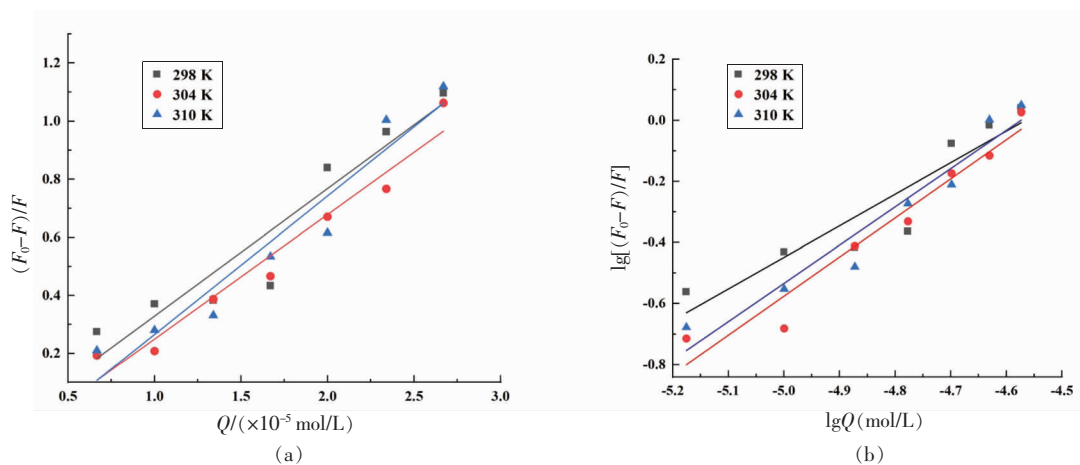 1.2
1.0
0.8
0.6
0.4
0.2
(F₀–F)/F
298 K
304 K
310 K
0.5 1.0 1.5 2.0 2.5 3.0
Q/(×10⁻⁵ mol/L)
(a)
0.2
0.0
-0.2
-0.4
-0.6
-0.8
lg[(F₀–F)/F]
298 K
304 K
310 K
-5.2 -5.1 -5.0 -4.9 -4.8 -4.7 -4.6 -4.5
lgQ(mol/L)
(b)